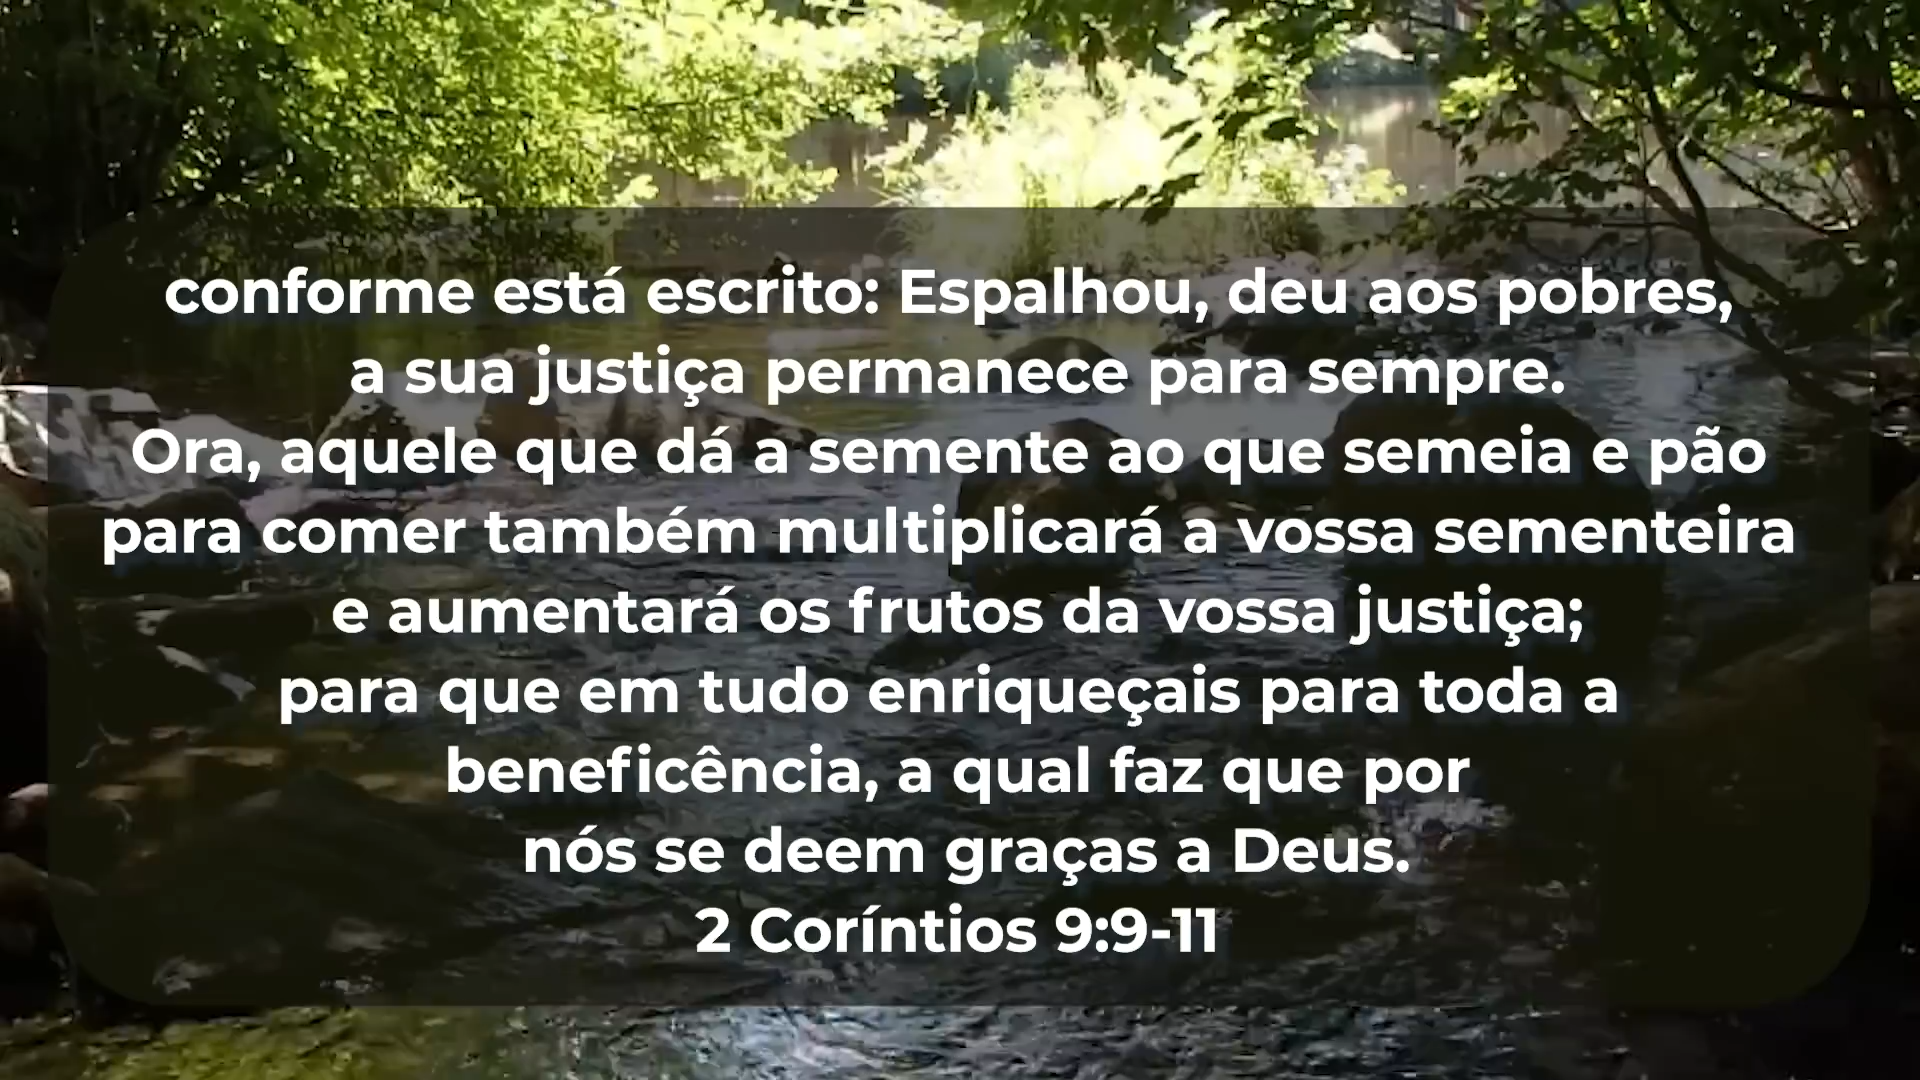 conforme está escrito: Espalhou, deu aos pobres,
a sua justiça permanece para sempre.
Ora, aquele que dá a semente ao que semeia e pão
para comer também multiplicará a vossa sementeira
e aumentará os frutos da vossa justiça;
para que em tudo enriqueçais para toda a
beneficência, a qual faz que por
nós se deem graças a Deus.
2 Coríntios 9:9-11